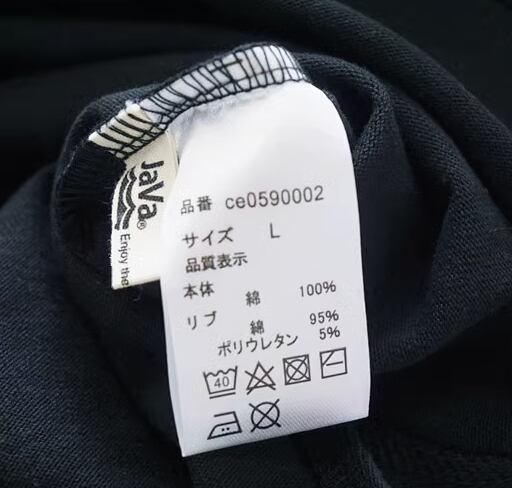 JaVa®
Enjoy the
品番 ce0590002
サイズ L
品質表示
本体 綿 100%
リブ 綿 95%
ポリウレタン 5%
40